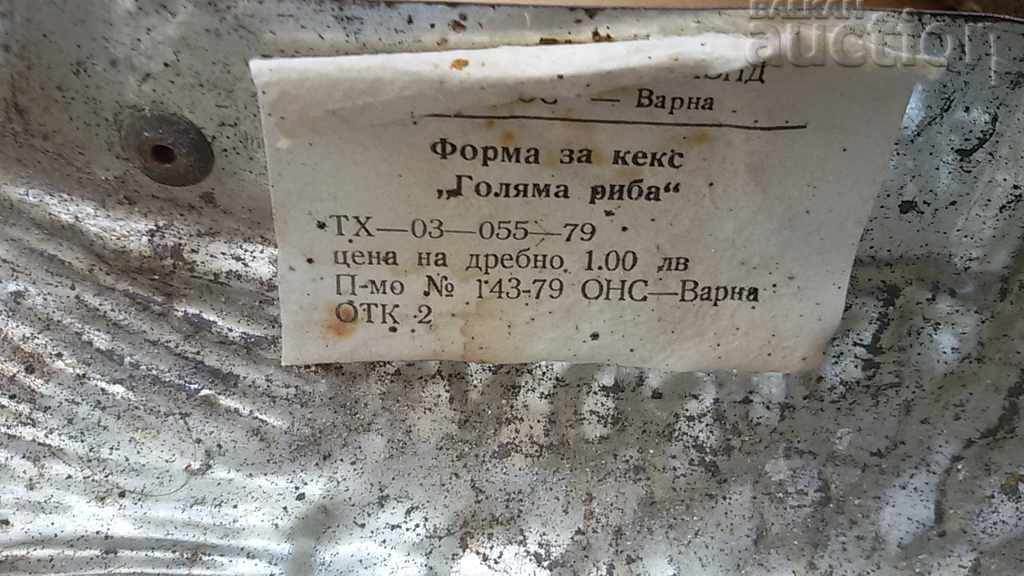 BALKAN
auction
— Варна
Форма за кекс
„Голяма риба“
ТХ—03—055—79
цена на дребно 1.00 лв
П-мо № 143-79 ОНС—Варна
ОТК 2